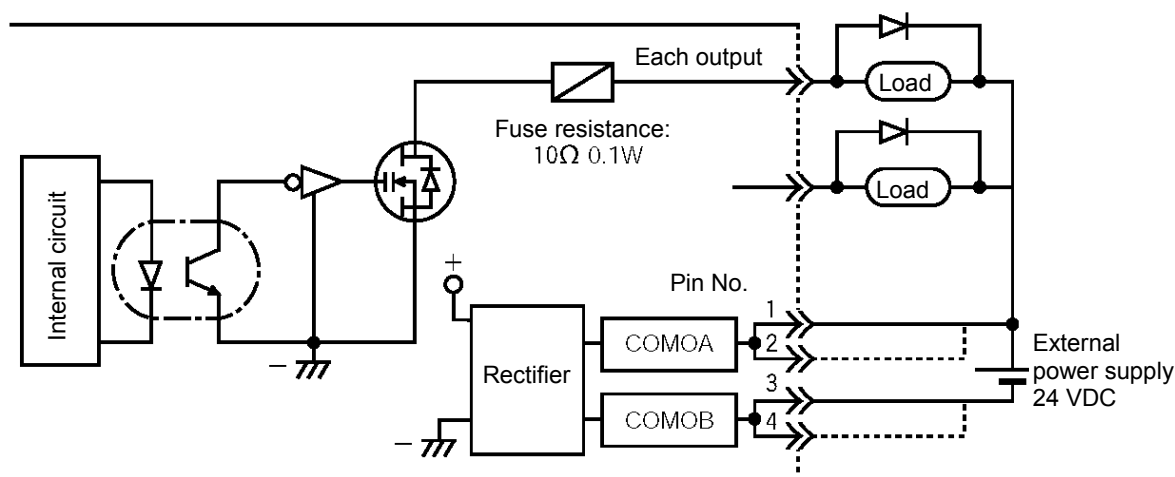 Each output
Load
Fuse resistance:
10Ω 0.1W
Load
Internal circuit
+
−
Pin No.
1
COMOA
2
External
power supply
24 VDC
Rectifier
3
COMOB
4
−